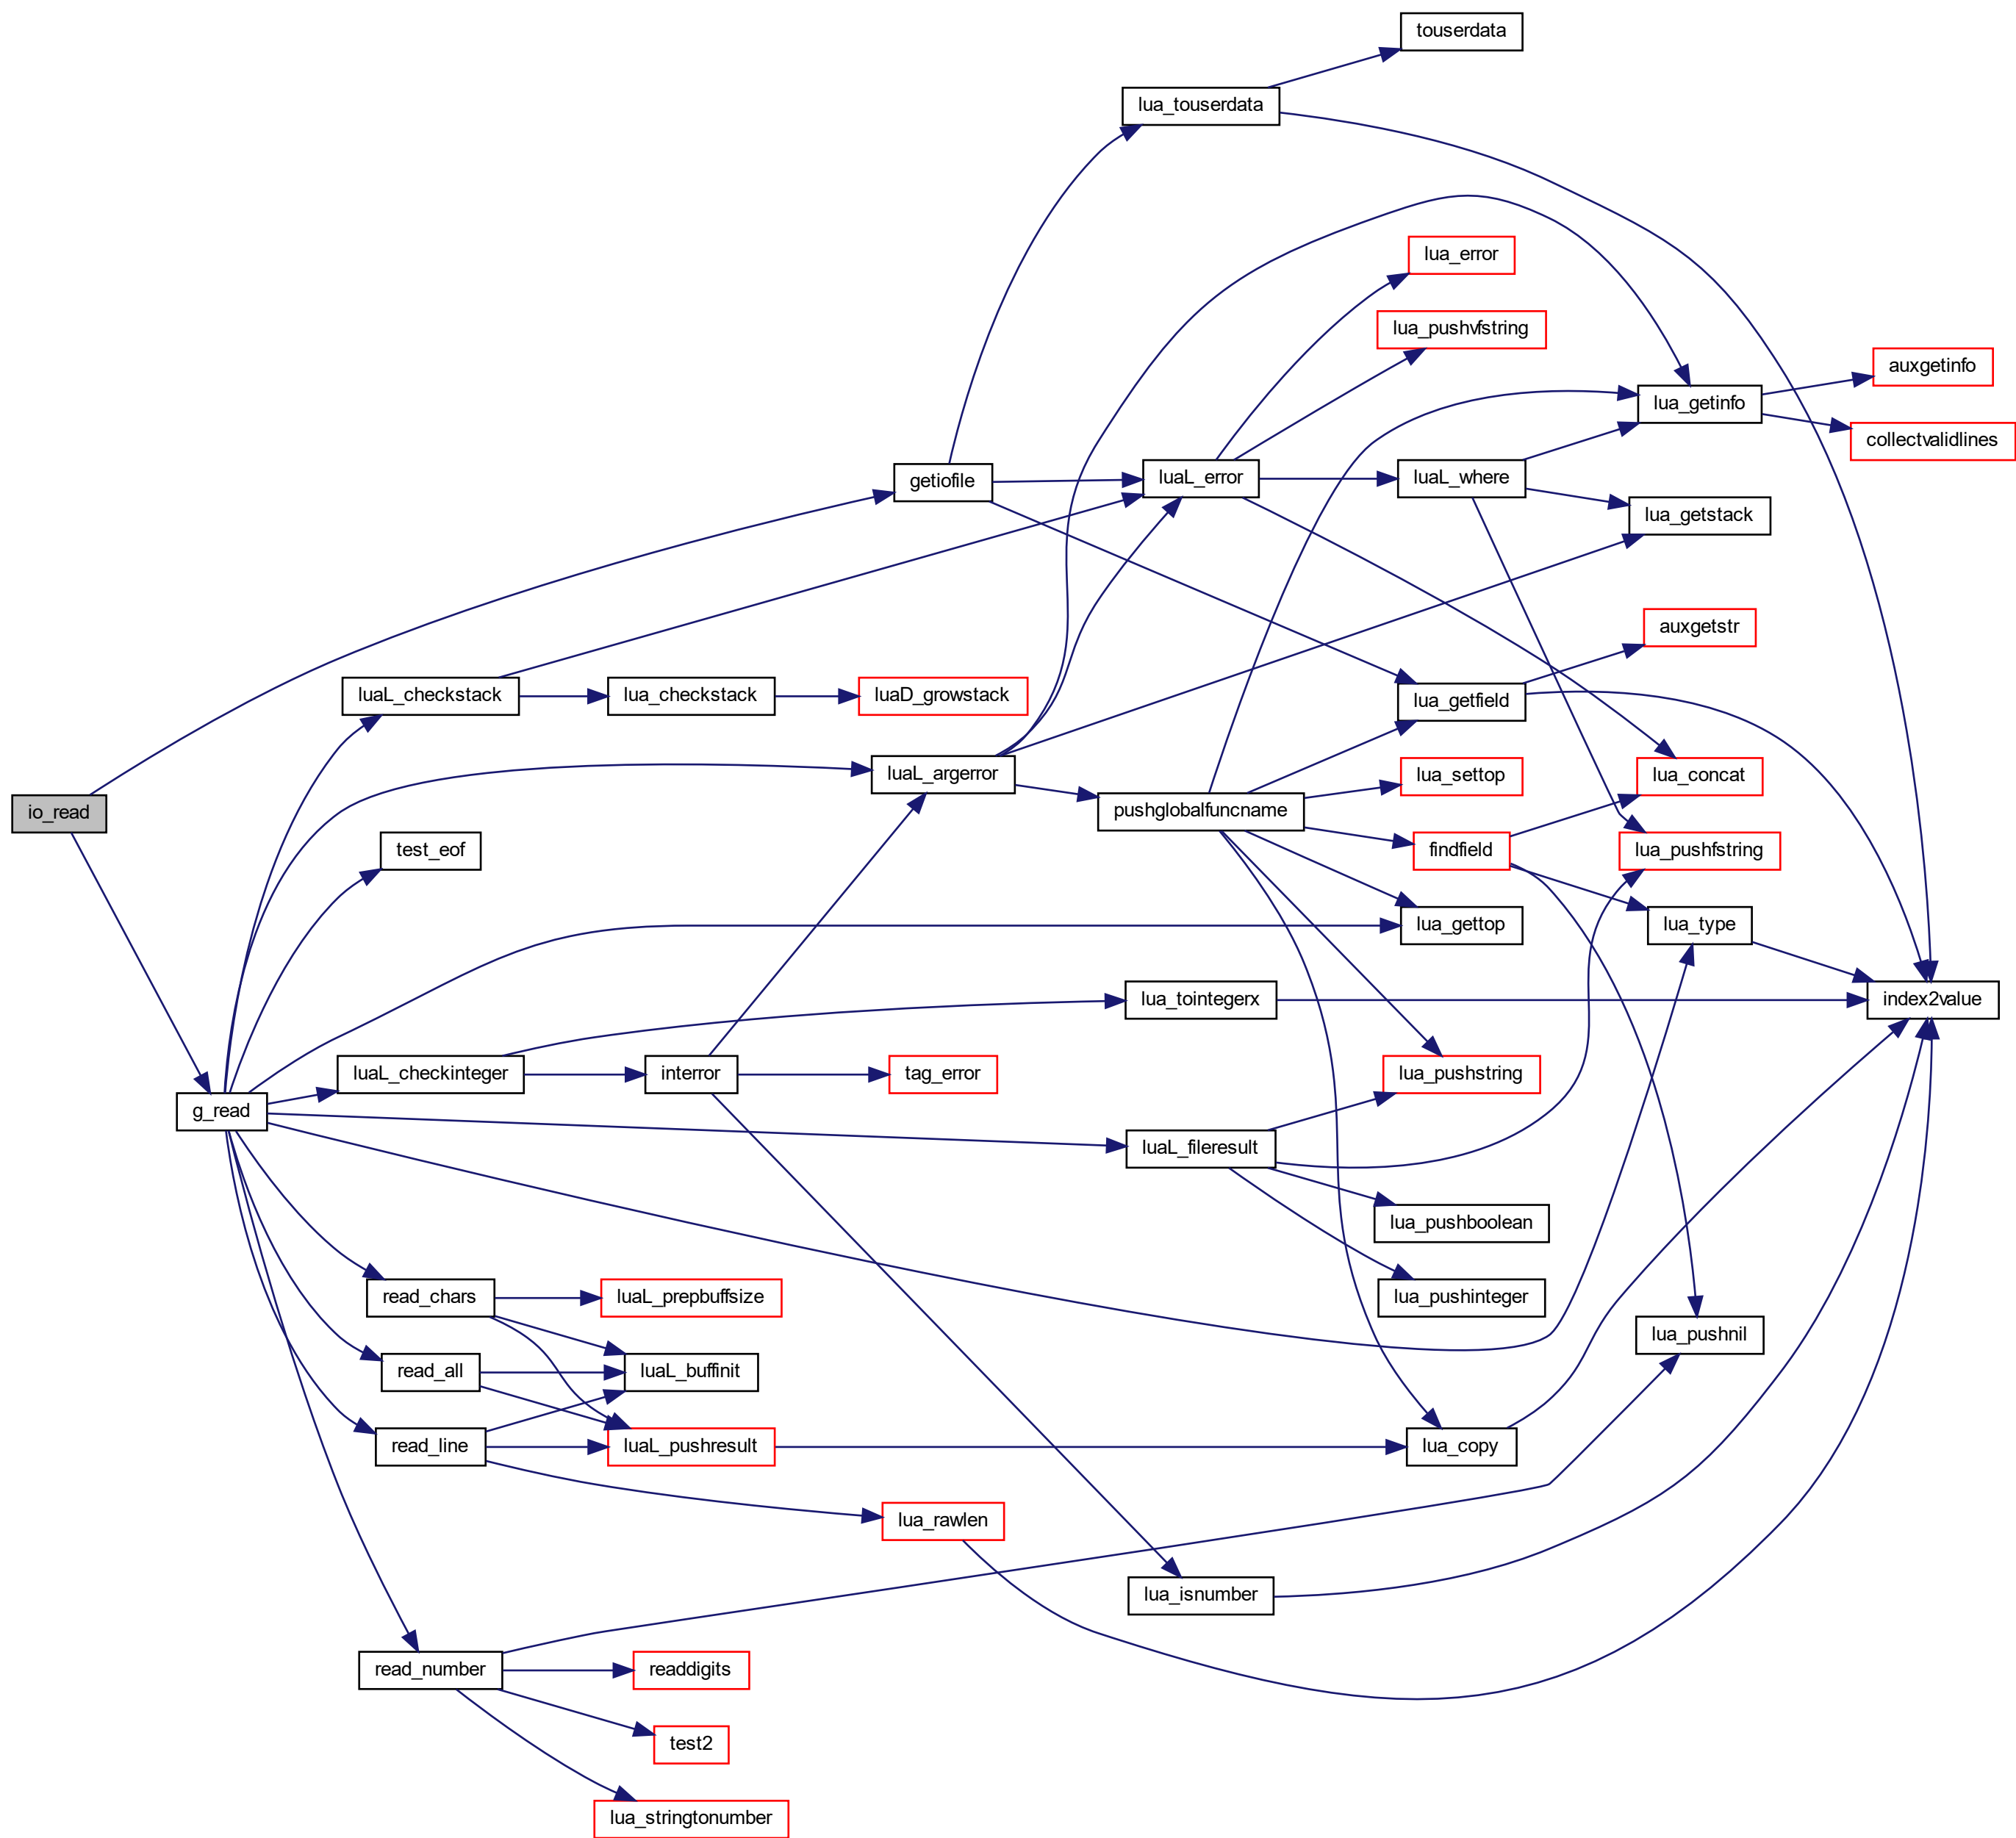 touserdata
lua_touserdata
lua_error
lua_pushvfstring
auxgetinfo
lua_getinfo
collectvalidlines
getiofile
luaL_error
luaL_where
lua_getstack
auxgetstr
luaL_checkstack
lua_checkstack
luaD_growstack
lua_getfield
luaL_argerror
lua_settop
lua_concat
io_read
pushglobalfuncname
test_eof
findfield
lua_pushfstring
lua_gettop
lua_type
lua_tointegerx
index2value
luaL_checkinteger
interror
tag_error
lua_pushstring
g_read
luaL_fileresult
lua_pushboolean
read_chars
luaL_prepbuffsize
lua_pushinteger
lua_pushnil
read_all
luaL_buffinit
read_line
luaL_pushresult
lua_copy
lua_rawlen
lua_isnumber
read_number
readdigits
test2
lua_stringtonumber